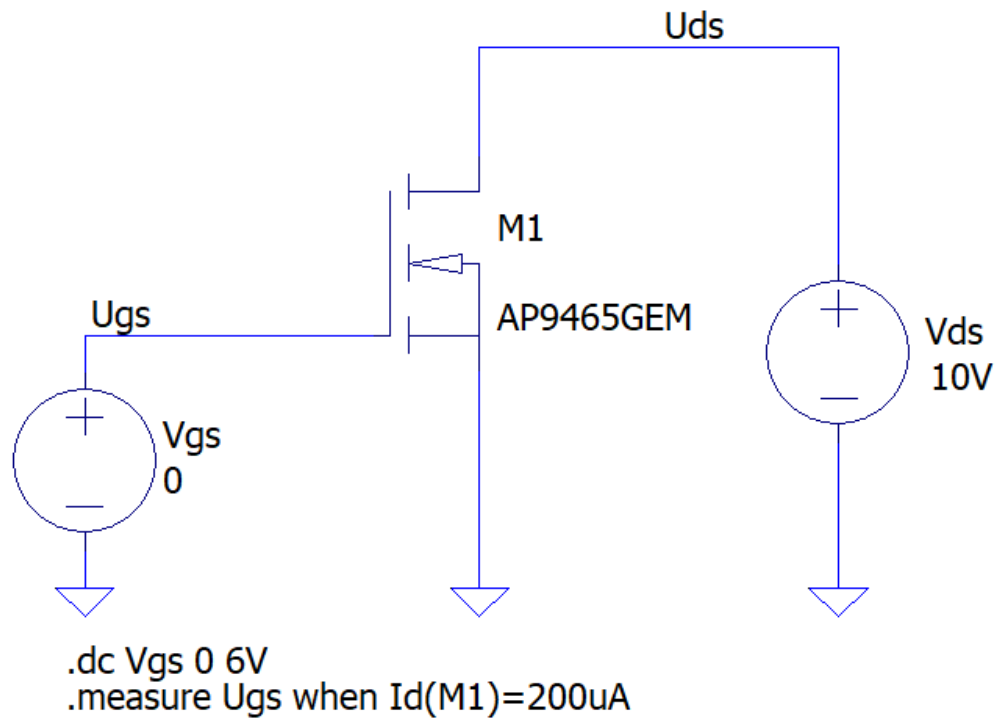 Uds
M1
Ugs
AP9465GEM
Vds
10V
Vgs
0
.dc Vgs 0 6V
.measure Ugs when Id(M1)=200uA